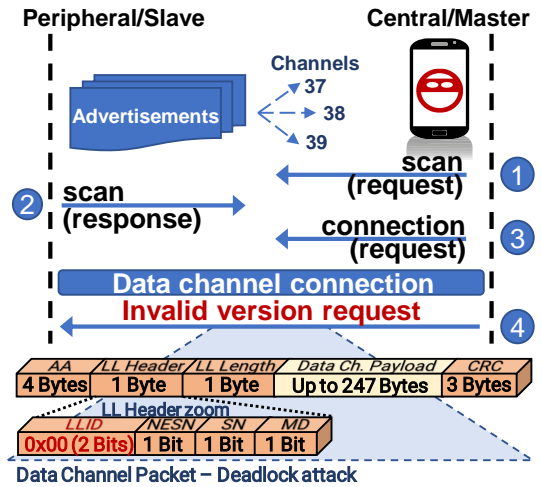 Peripheral/Slave
Central/Master
Advertisements
Channels
37
38
39
scan
(request)
1
2
scan
(response)
connection
(request)
3
Data channel connection
Invalid version request
4
AA
LL Header
LL Length
Data Ch. Payload
CRC
4 Bytes
1 Byte
1 Byte
Up to 247 Bytes
3 Bytes
LL Header zoom
LLID
NESN
SN
MD
0x00 (2 Bits)
1 Bit
1 Bit
1 Bit
Data Channel Packet – Deadlock attack